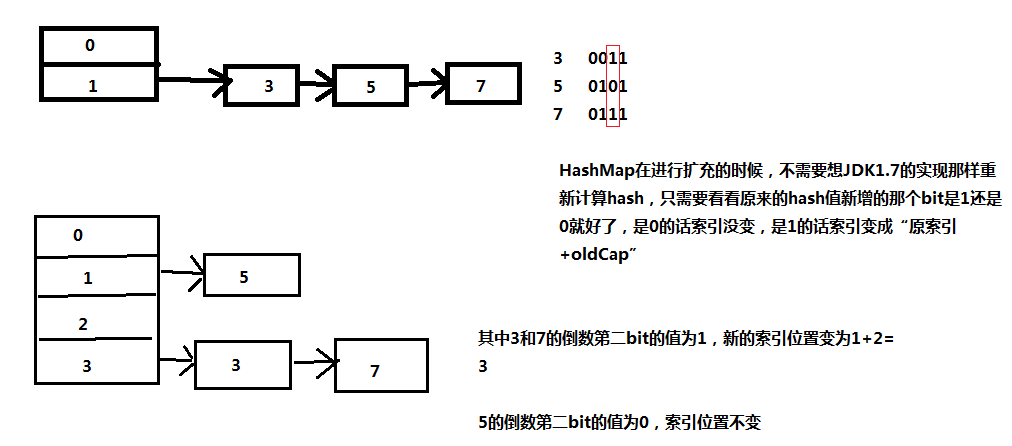 0
1 3 5 7
3 0011
5 0101
7 0111
HashMap在进行扩充的时候，不需要想JDK1.7的实现那样重
新计算hash，只需要看看原来的hash值新增的那个bit是1还是
0就好了，是0的话索引没变，是1的话索引变成“原索引
+oldCap”
0
1 5
2
3 3 7
其中3和7的倒数第二bit的值为1，新的索引位置变为1+2=
3
5的倒数第二bit的值为0，索引位置不变